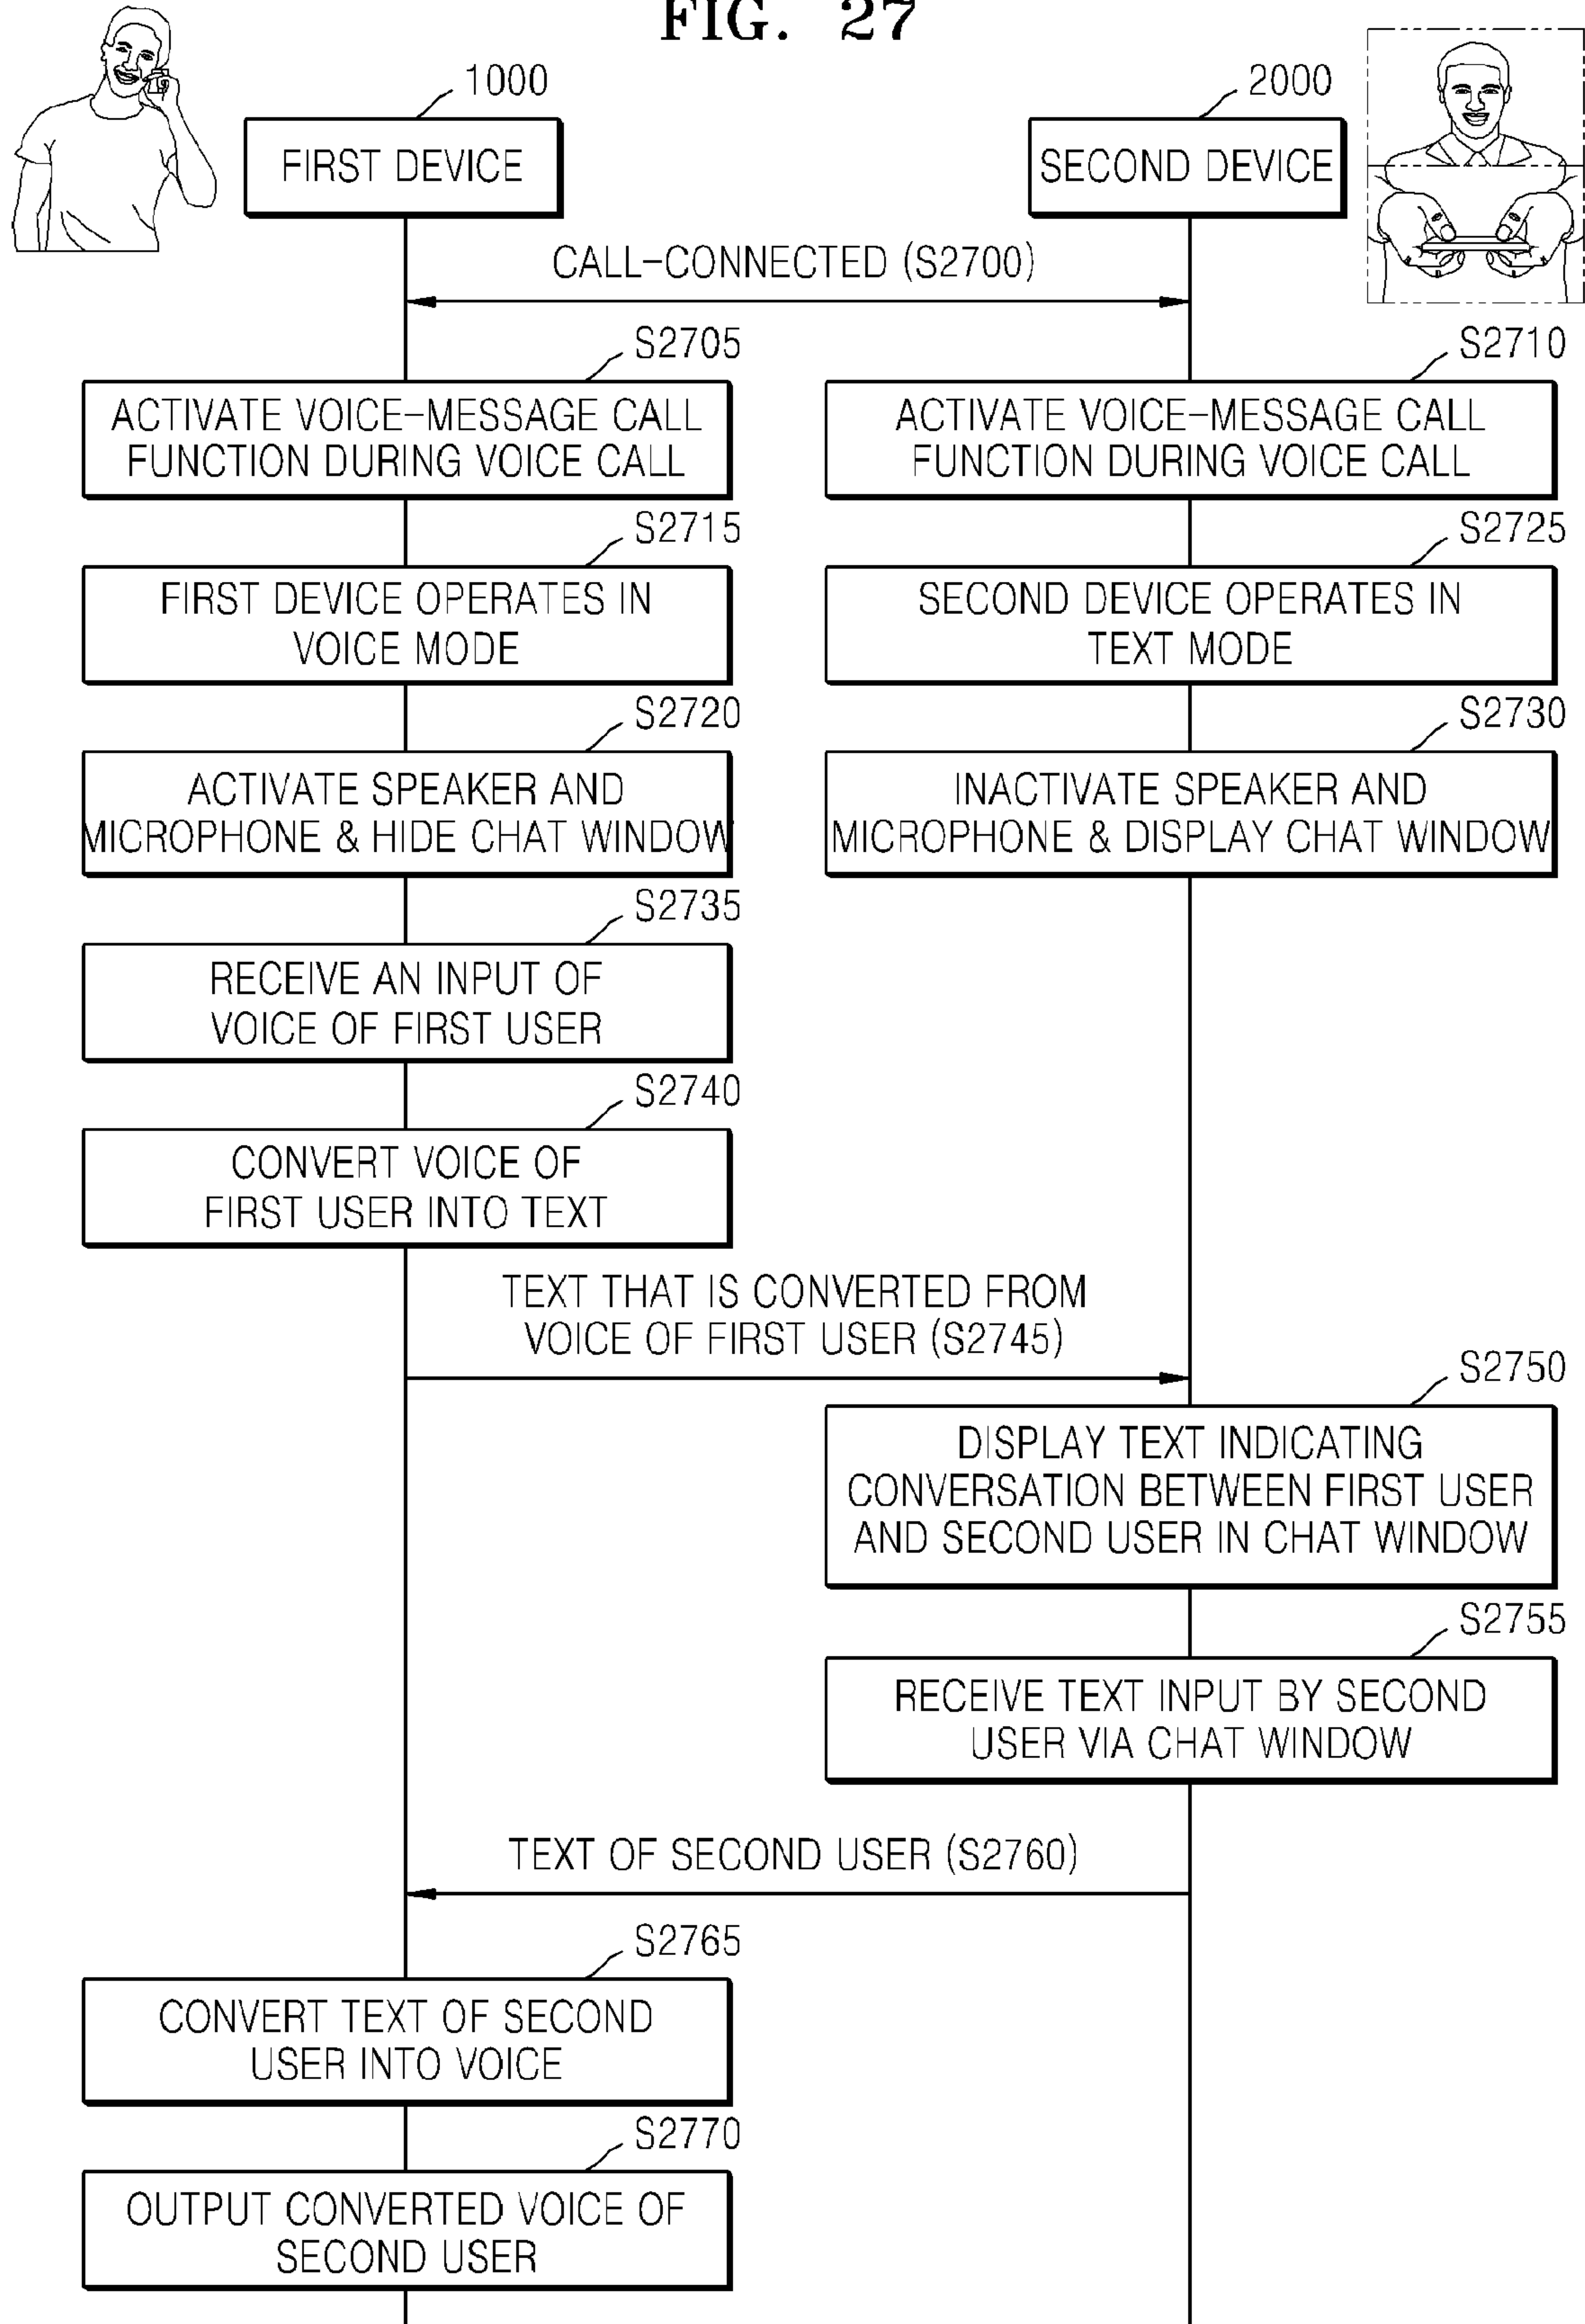 FIG. 27
1000
2000
FIRST DEVICE
SECOND DEVICE
CALL-CONNECTED (S2700)
S2705
S2710
ACTIVATE VOICE-MESSAGE CALL
FUNCTION DURING VOICE CALL
ACTIVATE VOICE-MESSAGE CALL
FUNCTION DURING VOICE CALL
S2715
S2725
FIRST DEVICE OPERATES IN
VOICE MODE
SECOND DEVICE OPERATES IN
TEXT MODE
S2720
S2730
ACTIVATE SPEAKER AND
MICROPHONE & HIDE CHAT WINDOW
INACTIVATE SPEAKER AND
MICROPHONE & DISPLAY CHAT WINDOW
S2735
RECEIVE AN INPUT OF
VOICE OF FIRST USER
S2740
CONVERT VOICE OF
FIRST USER INTO TEXT
TEXT THAT IS CONVERTED FROM
VOICE OF FIRST USER (S2745)
S2750
DISPLAY TEXT INDICATING
CONVERSATION BETWEEN FIRST USER
AND SECOND USER IN CHAT WINDOW
S2755
RECEIVE TEXT INPUT BY SECOND
USER VIA CHAT WINDOW
TEXT OF SECOND USER (S2760)
S2765
CONVERT TEXT OF SECOND
USER INTO VOICE
S2770
OUTPUT CONVERTED VOICE OF
SECOND USER